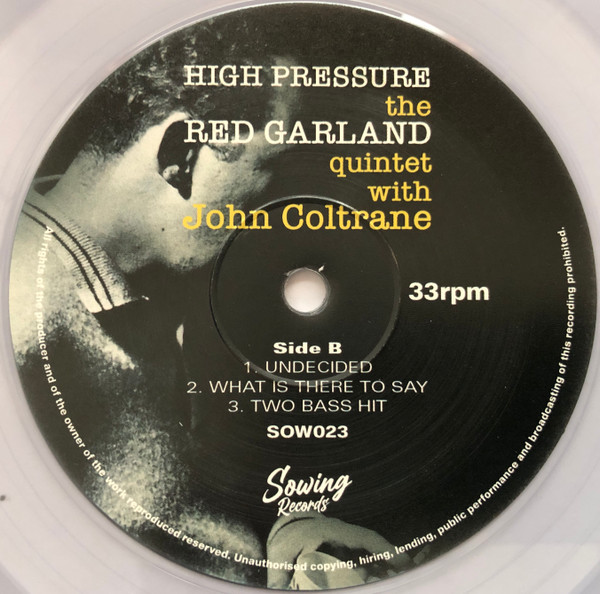 HIGH PRESSURE
the
RED GARLAND
quintet
with
John Coltrane
33rpm
Side B
1. UNDECIDED
2. WHAT IS THERE TO SAY
3. TWO BASS HIT
SOW023
Sowing
Records
All rights of the producer and of the owner of the work reproduced reserved. Unauthorised copying, hiring, lending, public performance and broadcasting of this recording prohibited.